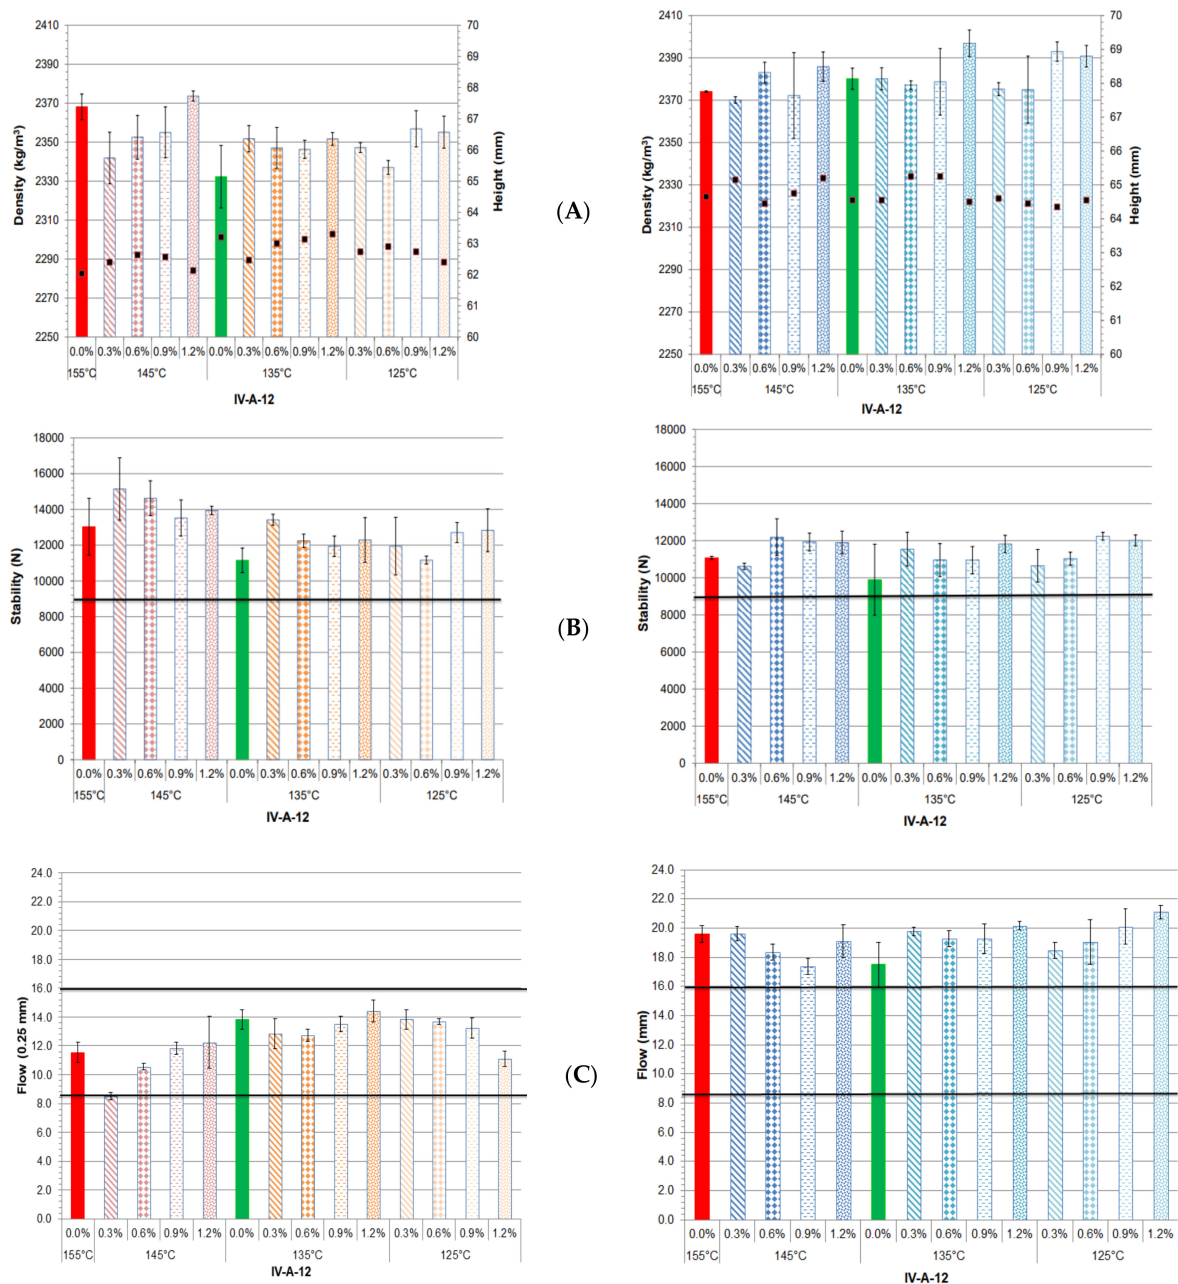 2410
2390
2370
2350
2330
2310
2290
2270
2250
Density (kg/m³)
70
69
68
67
66
65
64
63
62
61
60
Height (mm)
0.0% 0.3% 0.6% 0.9% 1.2% 0.0% 0.3% 0.6% 0.9% 1.2% 0.3% 0.6% 0.9% 1.2%
155°C 145°C 135°C 125°C
IV-A-12
(A)
2410
2390
2370
2350
2330
2310
2290
2270
2250
Density (kg/m³)
70
69
68
67
66
65
64
63
62
61
60
Height (mm)
0.0% 0.3% 0.6% 0.9% 1.2% 0.0% 0.3% 0.6% 0.9% 1.2% 0.3% 0.6% 0.9% 1.2%
155°C 145°C 135°C 125°C
IV-A-12
18000
16000
14000
12000
10000
8000
6000
4000
2000
0
Stability (N)
0.0% 0.3% 0.6% 0.9% 1.2% 0.0% 0.3% 0.6% 0.9% 1.2% 0.3% 0.6% 0.9% 1.2%
155°C 145°C 135°C 125°C
IV-A-12
(B)
18000
16000
14000
12000
10000
8000
6000
4000
2000
0
Stability (N)
0.0% 0.3% 0.6% 0.9% 1.2% 0.0% 0.3% 0.6% 0.9% 1.2% 0.3% 0.6% 0.9% 1.2%
155°C 145°C 135°C 125°C
IV-A-12
24.0
22.0
20.0
18.0
16.0
14.0
12.0
10.0
8.0
6.0
4.0
2.0
0.0
Flow (0.25 mm)
0.0% 0.3% 0.6% 0.9% 1.2% 0.0% 0.3% 0.6% 0.9% 1.2% 0.3% 0.6% 0.9% 1.2%
155°C 145°C 135°C 125°C
IV-A-12
(C)
24.0
22.0
20.0
18.0
16.0
14.0
12.0
10.0
8.0
6.0
4.0
2.0
0.0
Flow (mm)
0.0% 0.3% 0.6% 0.9% 1.2% 0.0% 0.3% 0.6% 0.9% 1.2% 0.3% 0.6% 0.9% 1.2%
155°C 145°C 135°C 125°C
IV-A-12